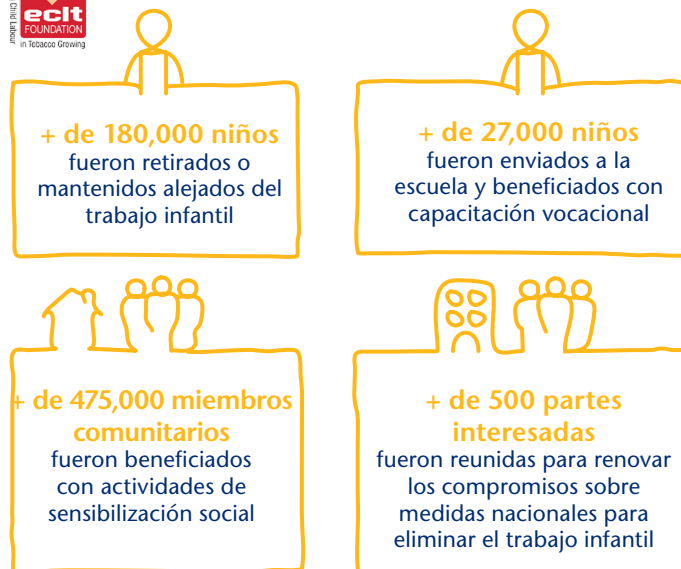 Child Labour
eclt
FOUNDATION
in Tobacco Growing
+ de 180,000 niños
fueron retirados o
mantenidos alejados del
trabajo infantil
+ de 27,000 niños
fueron enviados a la
escuela y beneficiados con
capacitación vocacional
+ de 475,000 miembros
comunitarios
fueron beneficiados
con actividades de
sensibilización social
+ de 500 partes
interesadas
fueron reunidas para renovar
los compromisos sobre
medidas nacionales para
eliminar el trabajo infantil